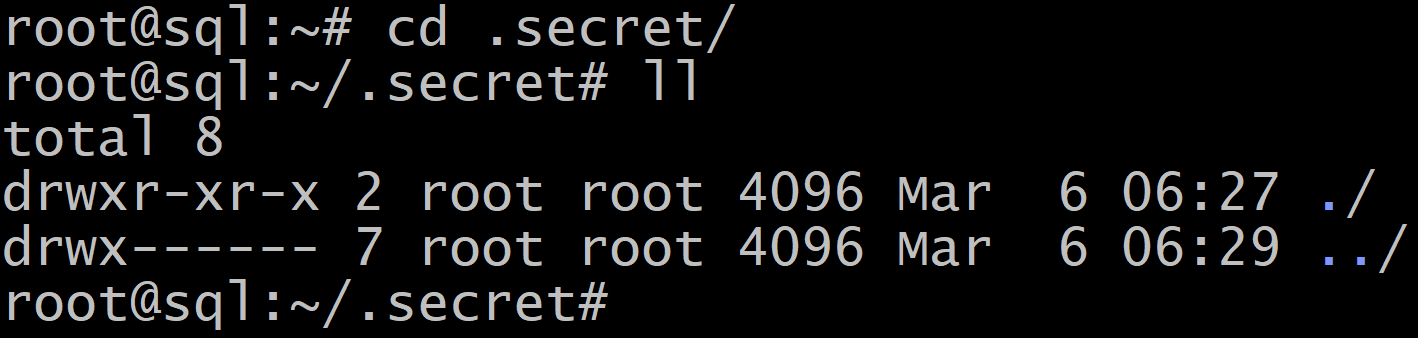 root@sql:~# cd .secret/
root@sql:~/.secret# ll
total 8
drwxr-xr-x 2 root root 4096 Mar  6 06:27 ./
drwx------ 7 root root 4096 Mar  6 06:29 ../
root@sql:~/.secret#